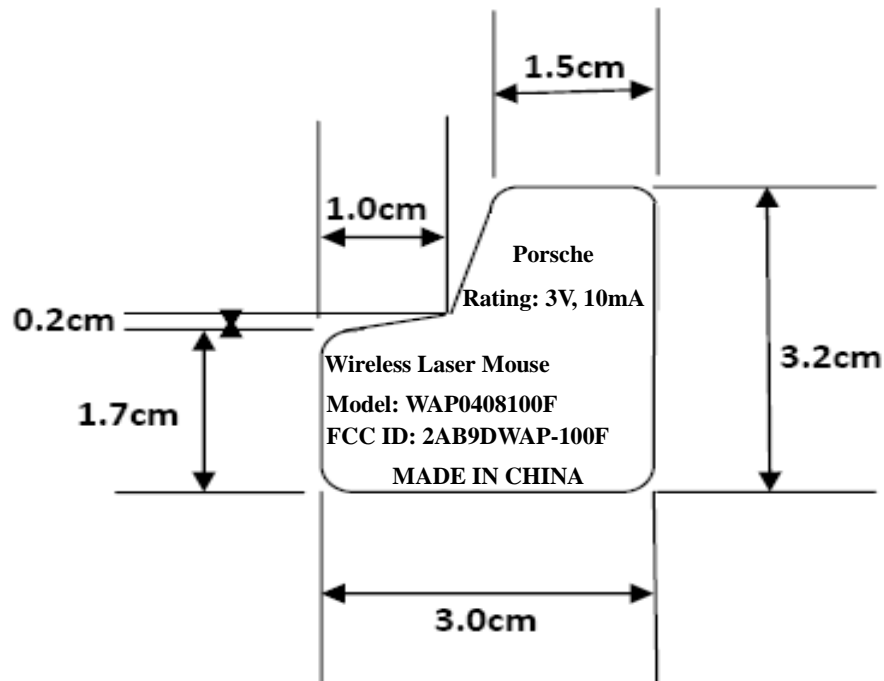 1.5cm
1.0cm
Porsche
Rating: 3V, 10mA
0.2cm
3.2cm
Wireless Laser Mouse
Model: WAP0408100F
1.7cm
FCC ID: 2AB9DWAP-100F
MADE IN CHINA
3.0cm